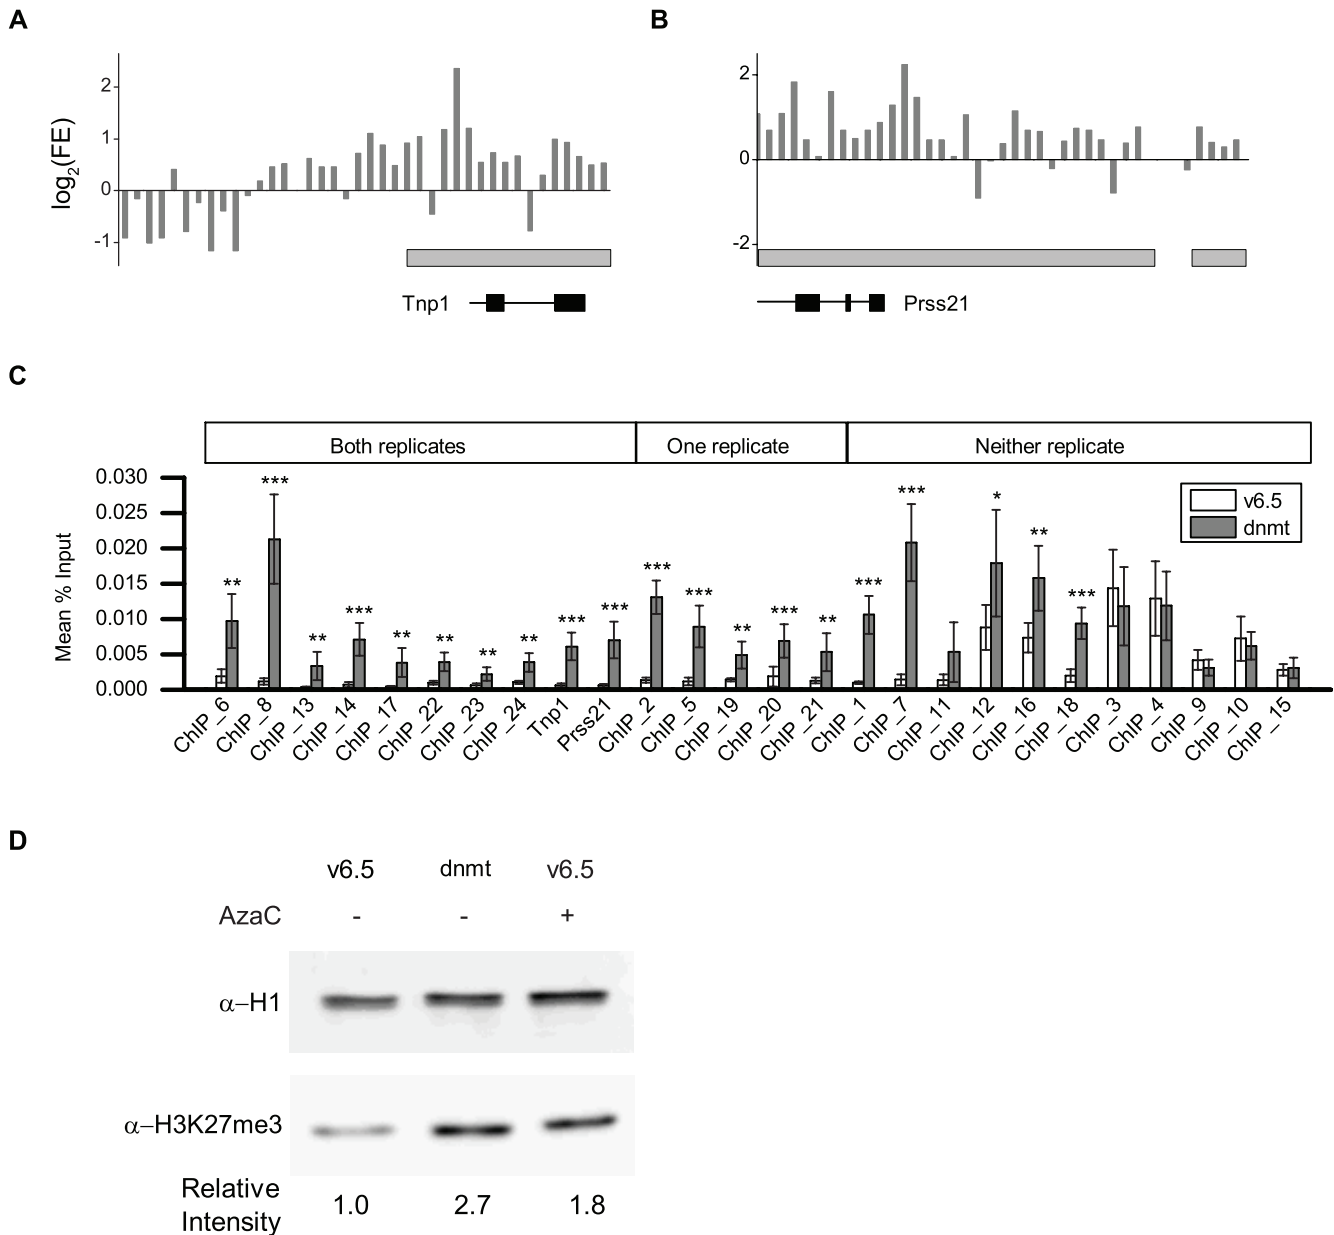 A
B
log2(FE)
2
1
0
-1
2
0
-2
Tnp1
Prss21
C
Both replicates
One replicate
Neither replicate
Mean % Input
0.030
0.025
0.020
0.015
0.010
0.005
0.000
**
***
**
***
**
**
**
**
***
***
***
***
**
***
**
***
***
*
**
***
v6.5
dnmt
ChIP_6
ChIP_8
ChIP_13
ChIP_14
ChIP_17
ChIP_22
ChIP_23
ChIP_24
Tnp1
Prss21
ChIP_2
ChIP_5
ChIP_19
ChIP_20
ChIP_21
ChIP_1
ChIP_7
ChIP_11
ChIP_12
ChIP_16
ChIP_18
ChIP_3
ChIP_4
ChIP_9
ChIP_10
ChIP_15
D
v6.5 dnmt v6.5
AzaC - - +
α–H1
α–H3K27me3
Relative
Intensity
1.0 2.7 1.8